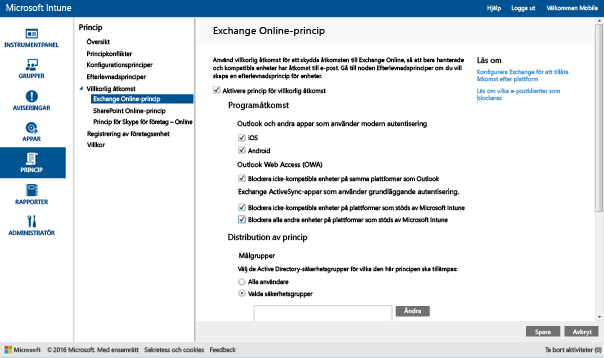 Microsoft Intune
Hjälp Logga ut Välkommen Mobile
INSTRUMENTPANEL
GRUPPER
AVISERINGAR
APPAR
PRINCIP
RAPPORTER
ADMINISTRATÖR
Princip
Översikt
Principkonflikter
Konfigurationsprinciper
Efterlevnadsprinciper
Villkorlig åtkomst
Exchange Online-princip
SharePoint Online-princip
Princip för Skype för företag – Online
Registrering av företagsenhet
Villkor
Exchange Online-princip
Använd villkorlig åtkomst för att skydda åtkomsten till Exchange Online, så att bare hanterade
och kompatibla enheter har åtkomst till e-post. Gå till noden Efterlevnadsprinciper om du vill
skapa en efterlevnadsprincip för enheter.
Aktivera princip för villkorlig åtkomst
Programåtkomst
Outlook och andra appar som använder modern autentisering
iOS
Android
Outlook Web Access (OWA)
Blockera icke-kompatibla enheter på samma plattformar som Outlook
Exchange ActiveSync-appar som använder grundläggande autentisering.
Blockera icke-kompatibla enheter på plattformar som stöds av Microsoft Intune
Blockera alla andra enheter på plattformar som stöds av Microsoft Intune
Distribution av princip
Målgrupper
Välj de Active Directory-säkerhetsgrupper för vilka den här principen ska tillämpas:
Alla användare
Valda säkerhetsgrupper
Ändra
Läs om
Konfigurera Exchange för att tillåta
åtkomst efter plattform
Läs om vilka e-postklienter som
blockeras
Spara Avbryt
Microsoft © 2016 Microsoft. Med ensamrätt Sekretess och cookies Feedback
Ta bort aktiviteter (0)